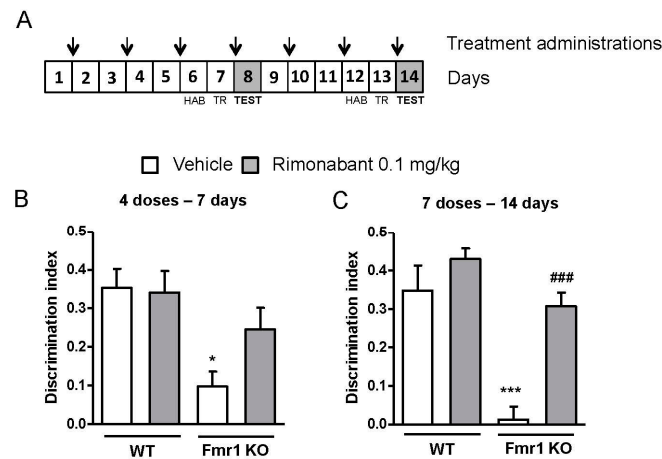 A
Treatment administrations
1 2 3 4 5 6 7 8 9 10 11 12 13 14 Days
HAB TR TEST HAB TR TEST
Vehicle Rimonabant 0.1 mg/kg
B 4 doses – 7 days
Discrimination index
0.5
0.4
0.3
0.2
0.1
0.0
*
WT Fmr1 KO
C 7 doses – 14 days
Discrimination index
0.5
0.4
0.3
0.2
0.1
0.0
***
###
WT Fmr1 KO